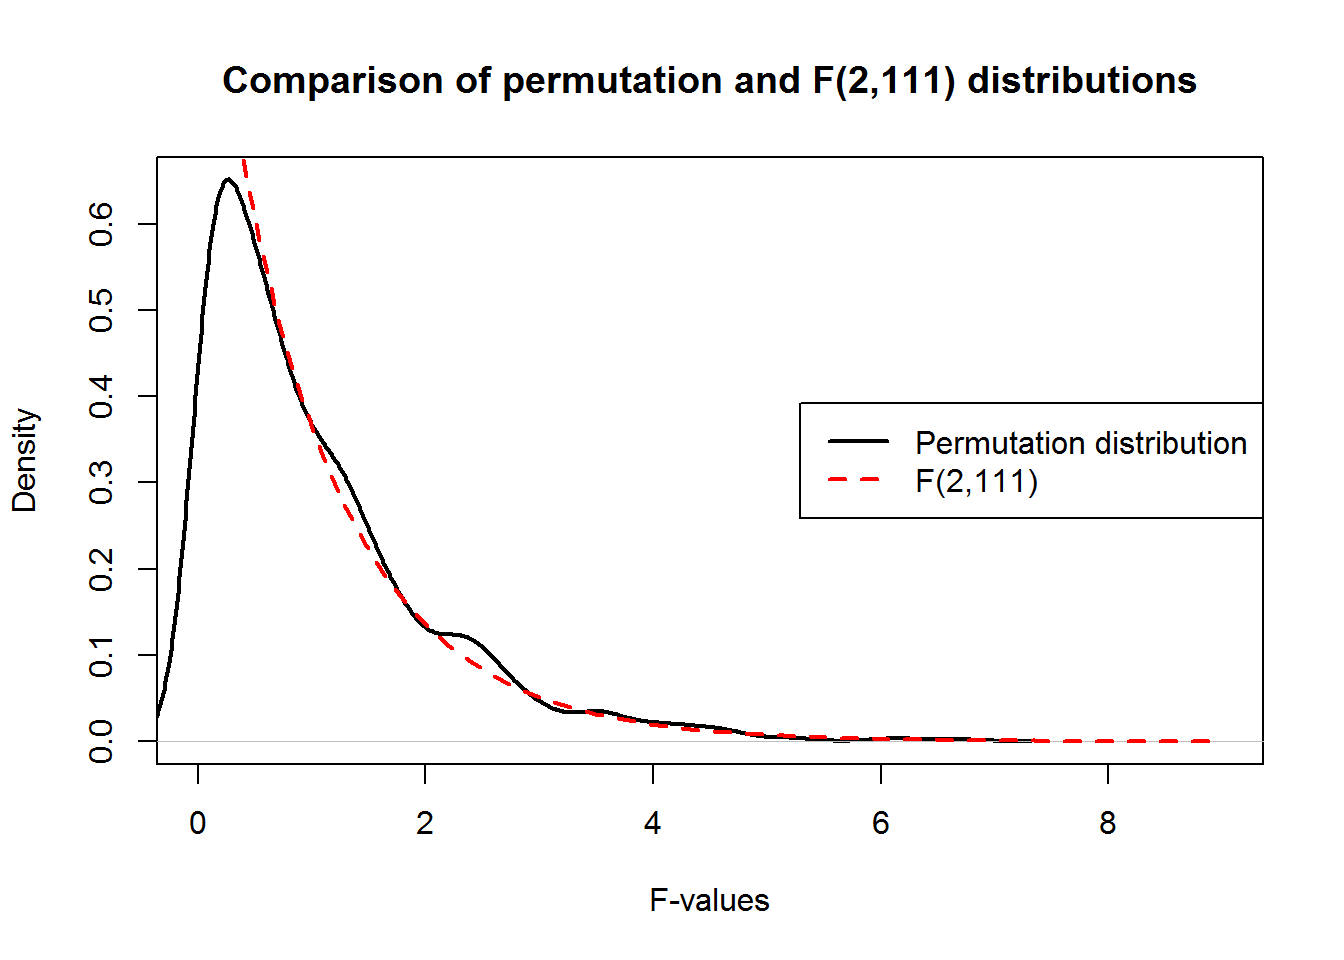 Comparison of permutation and F(2,111) distributions
Density
0.6
0.5
0.4
0.3
0.2
0.1
0.0
Permutation distribution
F(2,111)
0 2 4 6 8
F-values